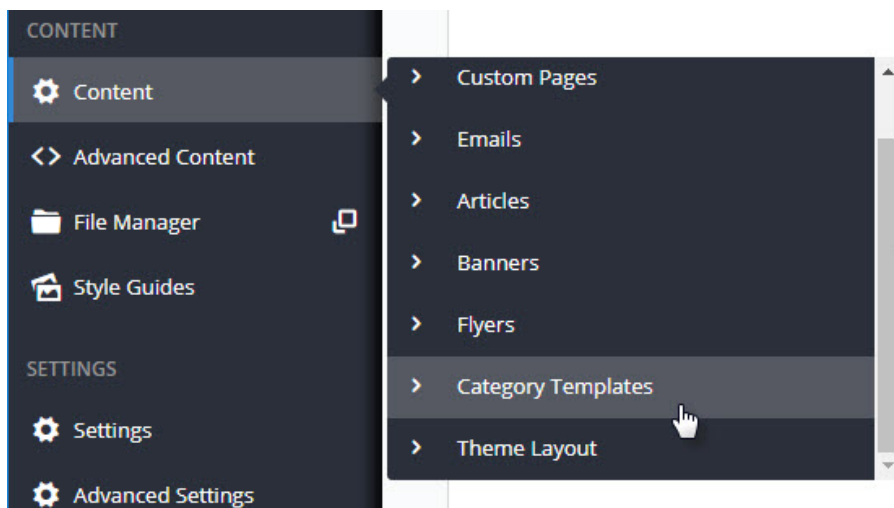 CONTENT
Content
Advanced Content
File Manager
Style Guides
SETTINGS
Settings
Advanced Settings
Custom Pages
Emails
Articles
Banners
Flyers
Category Templates
Theme Layout